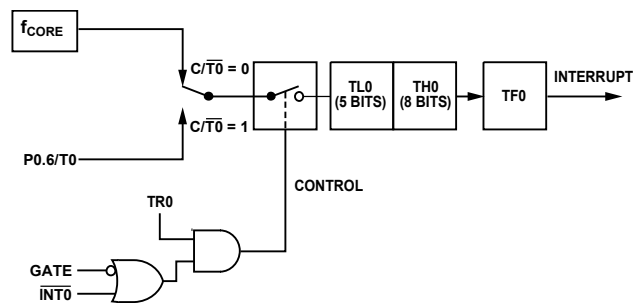 fCORE
C/T0̅ = 0
C/T0̅ = 1
P0.6/T0
TL0
(5 BITS)
TH0
(8 BITS)
TF0
INTERRUPT
CONTROL
TR0
GATE
I̅N̅T̅0̅